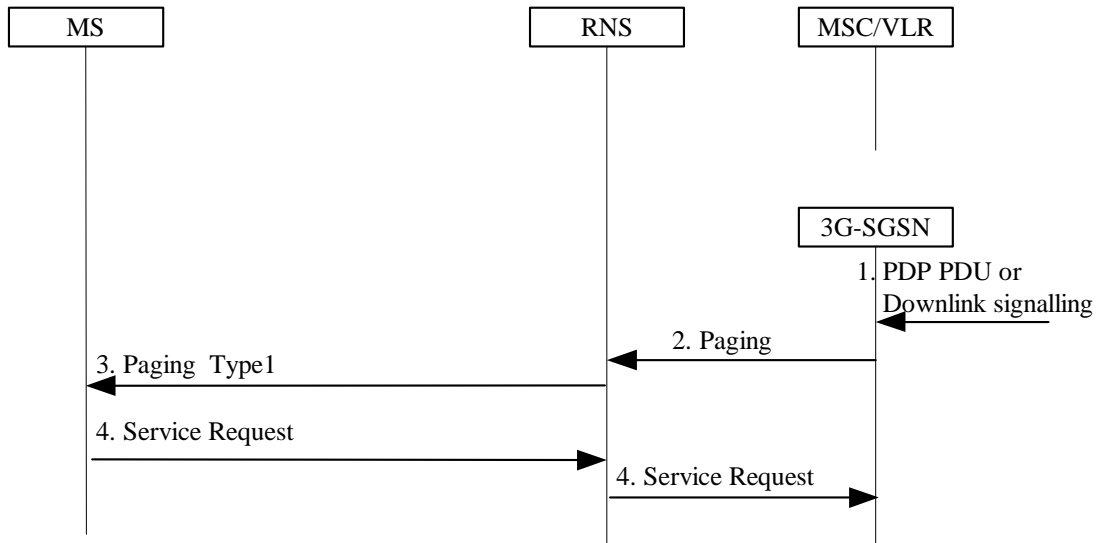 MS
RNS
MSC/VLR
3G-SGSN
1. PDP PDU or
Downlink signalling
2. Paging
3. Paging Type1
4. Service Request
4. Service Request